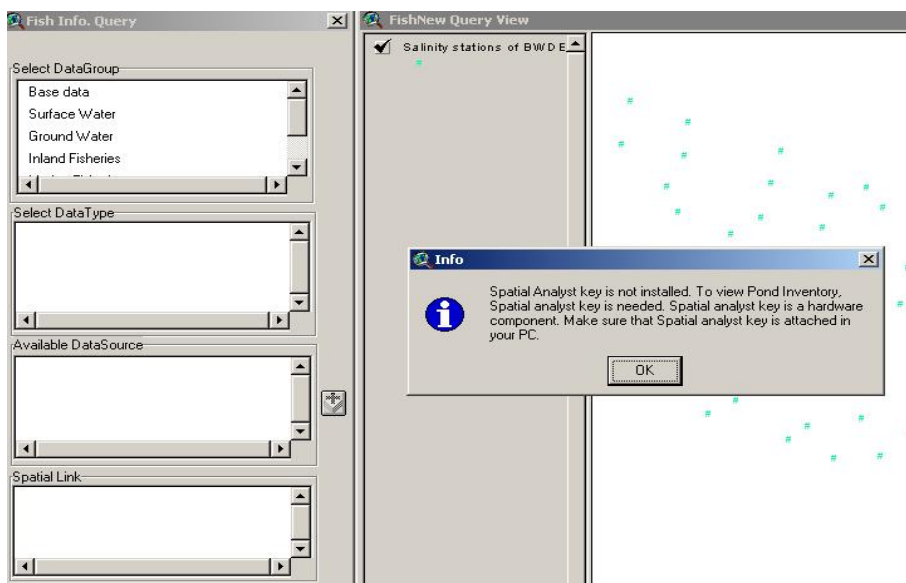 Fish Info. Query
Select DataGroup
Base data
Surface Water
Ground Water
Inland Fisheries
Select DataType
Available DataSource
Spatial Link
FishNew Query View
Salinity stations of BWDE
Info
Spatial Analyst key is not installed. To view Pond Inventory,
Spatial analyst key is needed. Spatial analyst key is a hardware
component. Make sure that Spatial analyst key is attached in
your PC.
OK